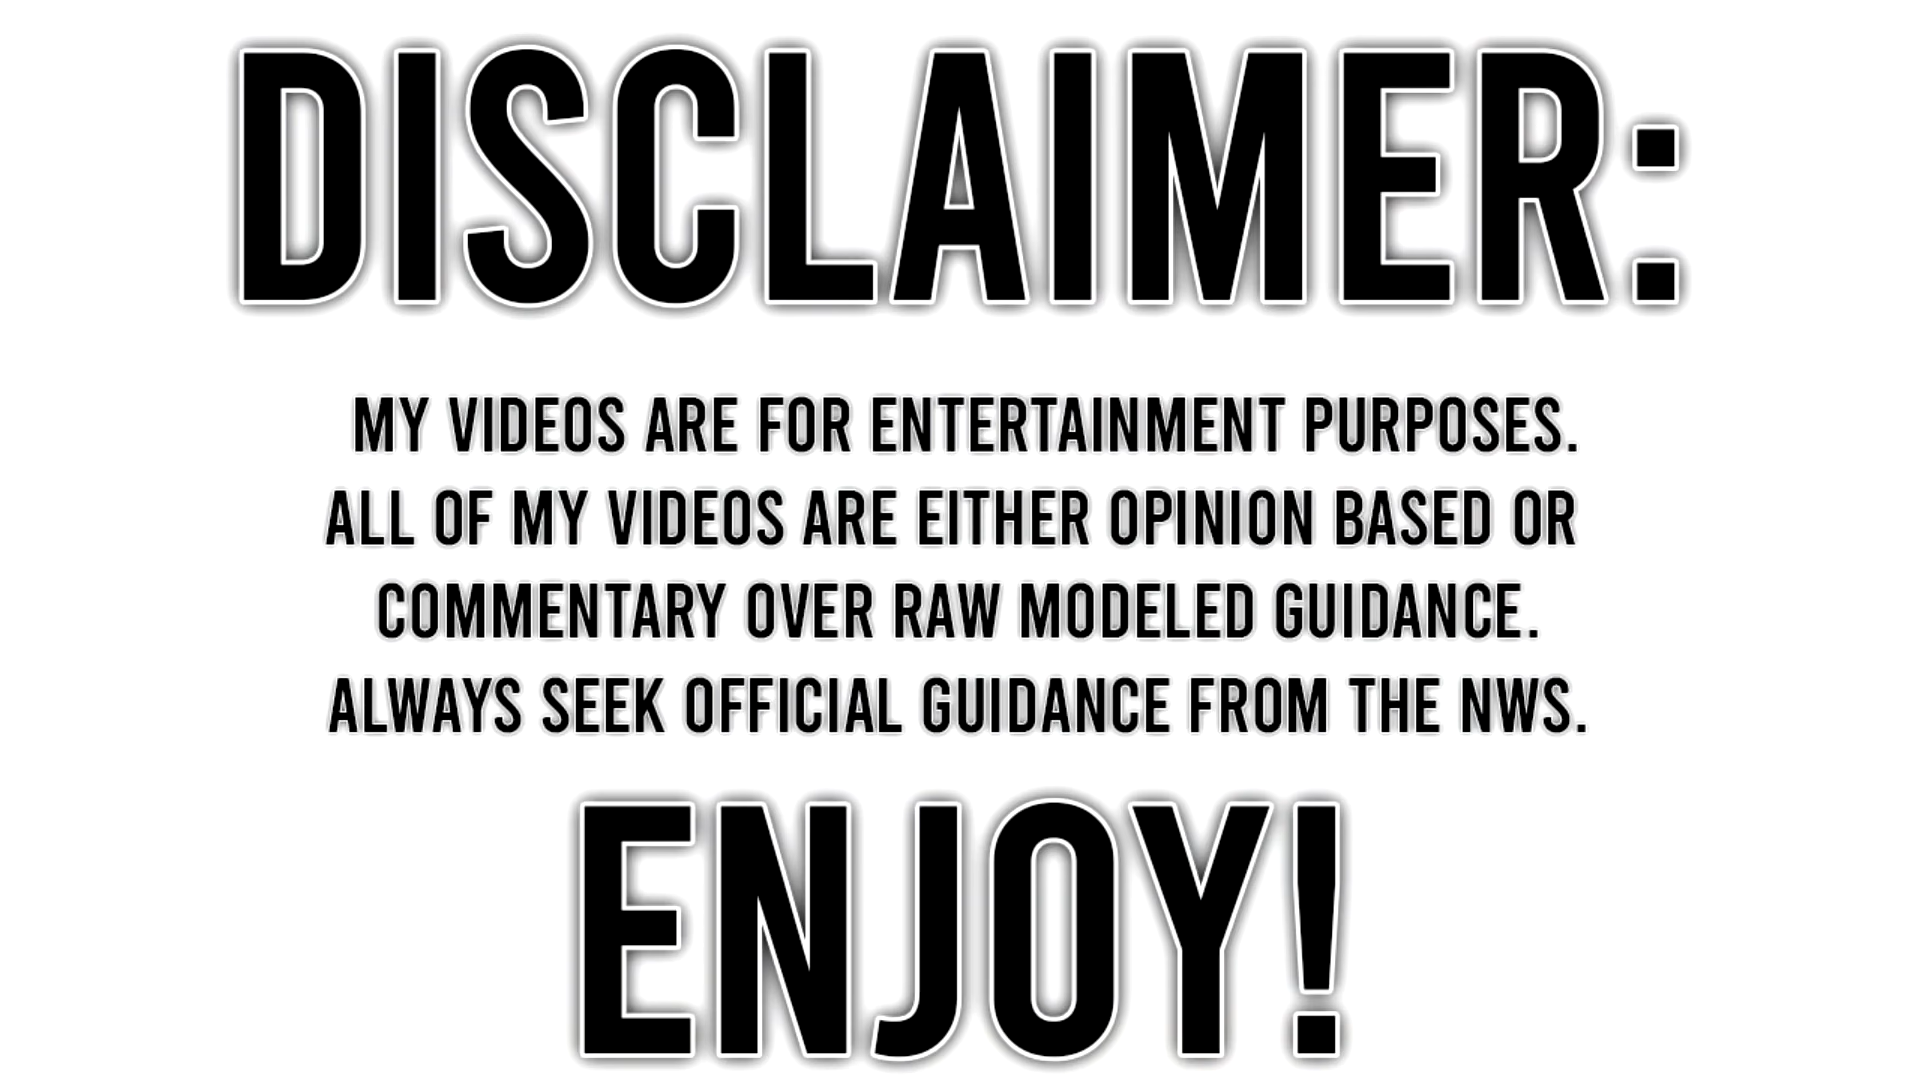 DISCLAIMER:
MY VIDEOS ARE FOR ENTERTAINMENT PURPOSES.
ALL OF MY VIDEOS ARE EITHER OPINION BASED OR
COMMENTARY OVER RAW MODELED GUIDANCE.
ALWAYS SEEK OFFICIAL GUIDANCE FROM THE NWS.
ENJOY!